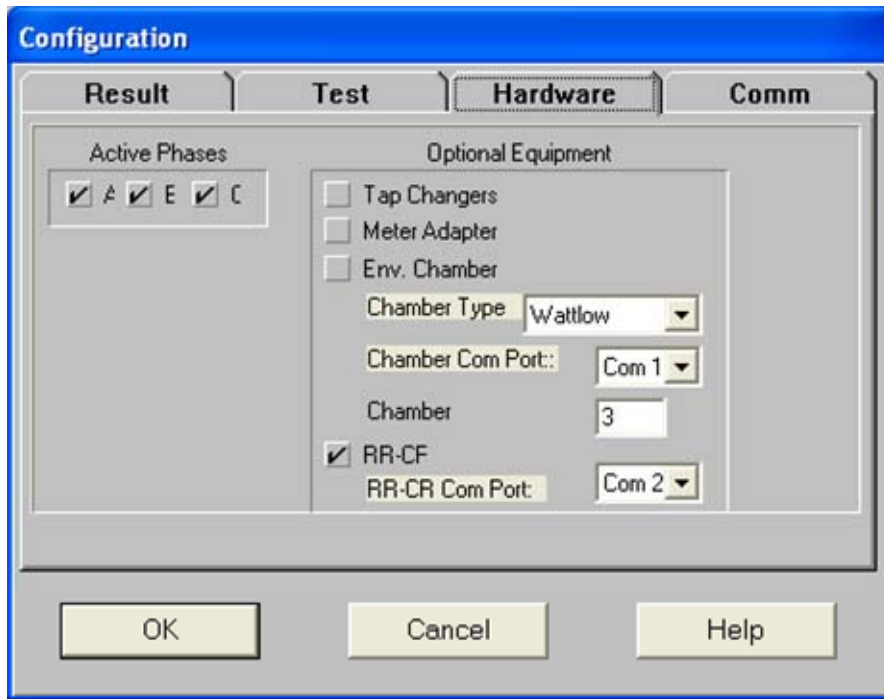 Configuration
Result Test Hardware Comm
Active Phases
A E C
Optional Equipment
Tap Changers
Meter Adapter
Env. Chamber
Chamber Type Wattlow
Chamber Com Port:: Com 1
Chamber 3
RR-CF
RR-CR Com Port: Com 2
OK Cancel Help